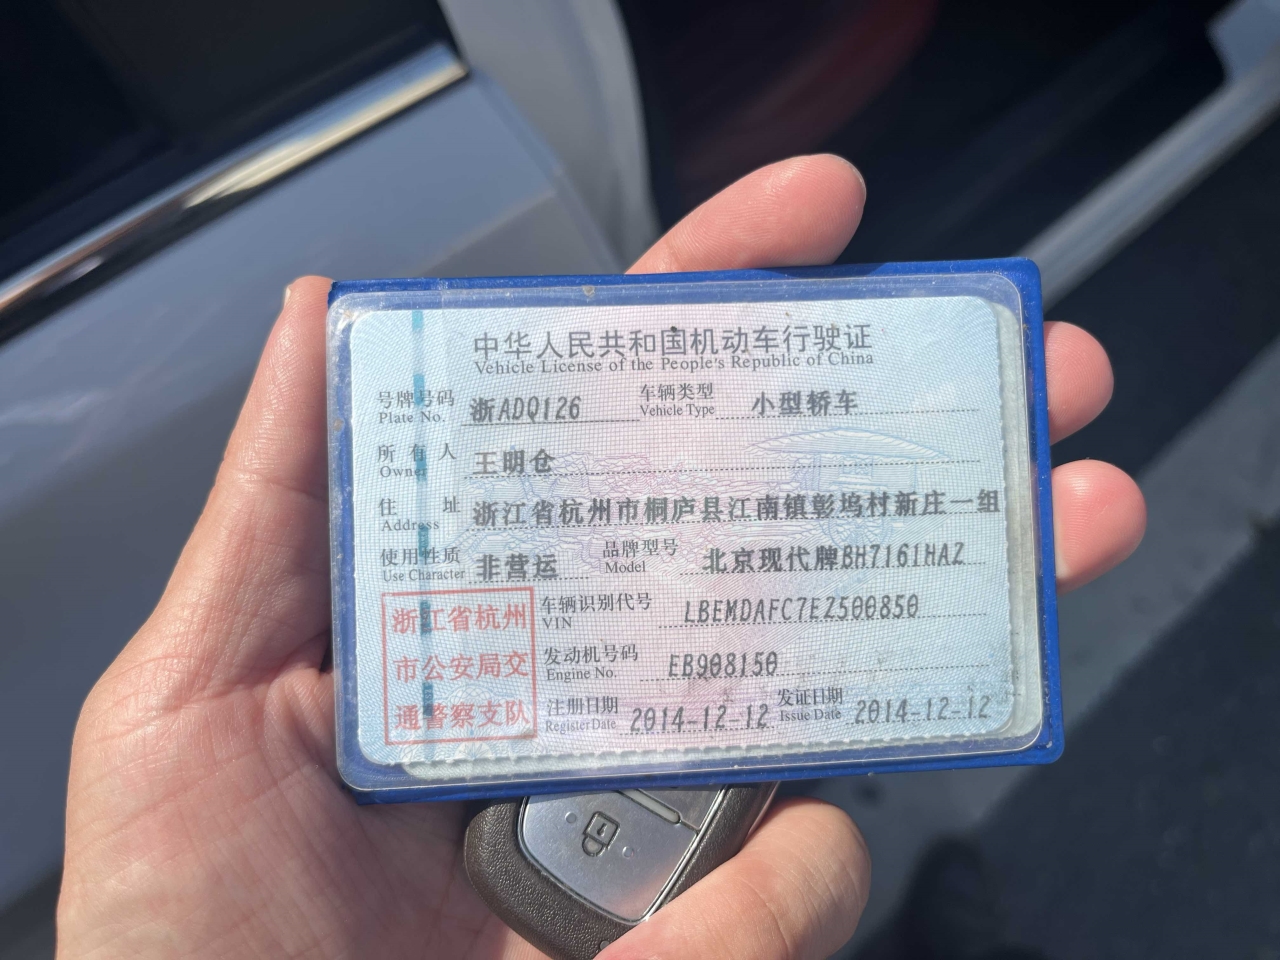 中华人民共和国机动车行驶证
Vehicle License of the People's Republic of China
号牌号码 浙ADQ126 车辆类型 小型轿车
Plate No. Vehicle Type
所有人 王明仓
Owner
住址 浙江省杭州市桐庐县江南镇彰坞村新庄一组
Address
使用性质 非营运 品牌型号 北京现代牌BH7161HAZ
Use Character Model
浙江省杭州
市公安局交
通警察支队
车辆识别代号 LBEMDAFC7EZ500850
VIN
发动机号码 EB908150
Engine No.
注册日期 2014-12-12 发证日期 2014-12-12
Register Date Issue Date